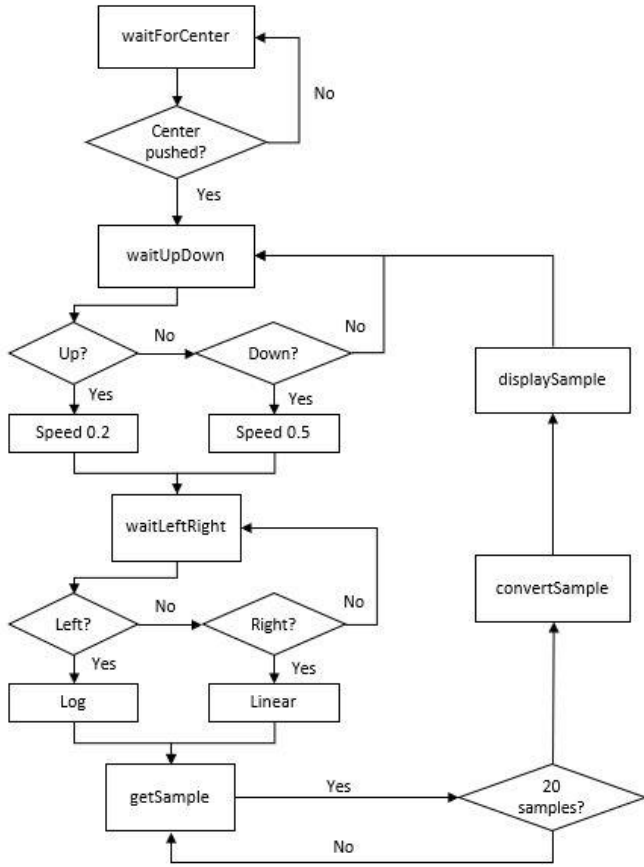 waitForCenter
No
Center
pushed?
Yes
waitUpDown
No
No
Up?
Down?
displaySample
Yes
Yes
Speed 0.2
Speed 0.5
waitLeftRight
convertSample
No
No
Left?
Right?
Yes
Yes
Log
Linear
getSample
Yes
20
samples?
No